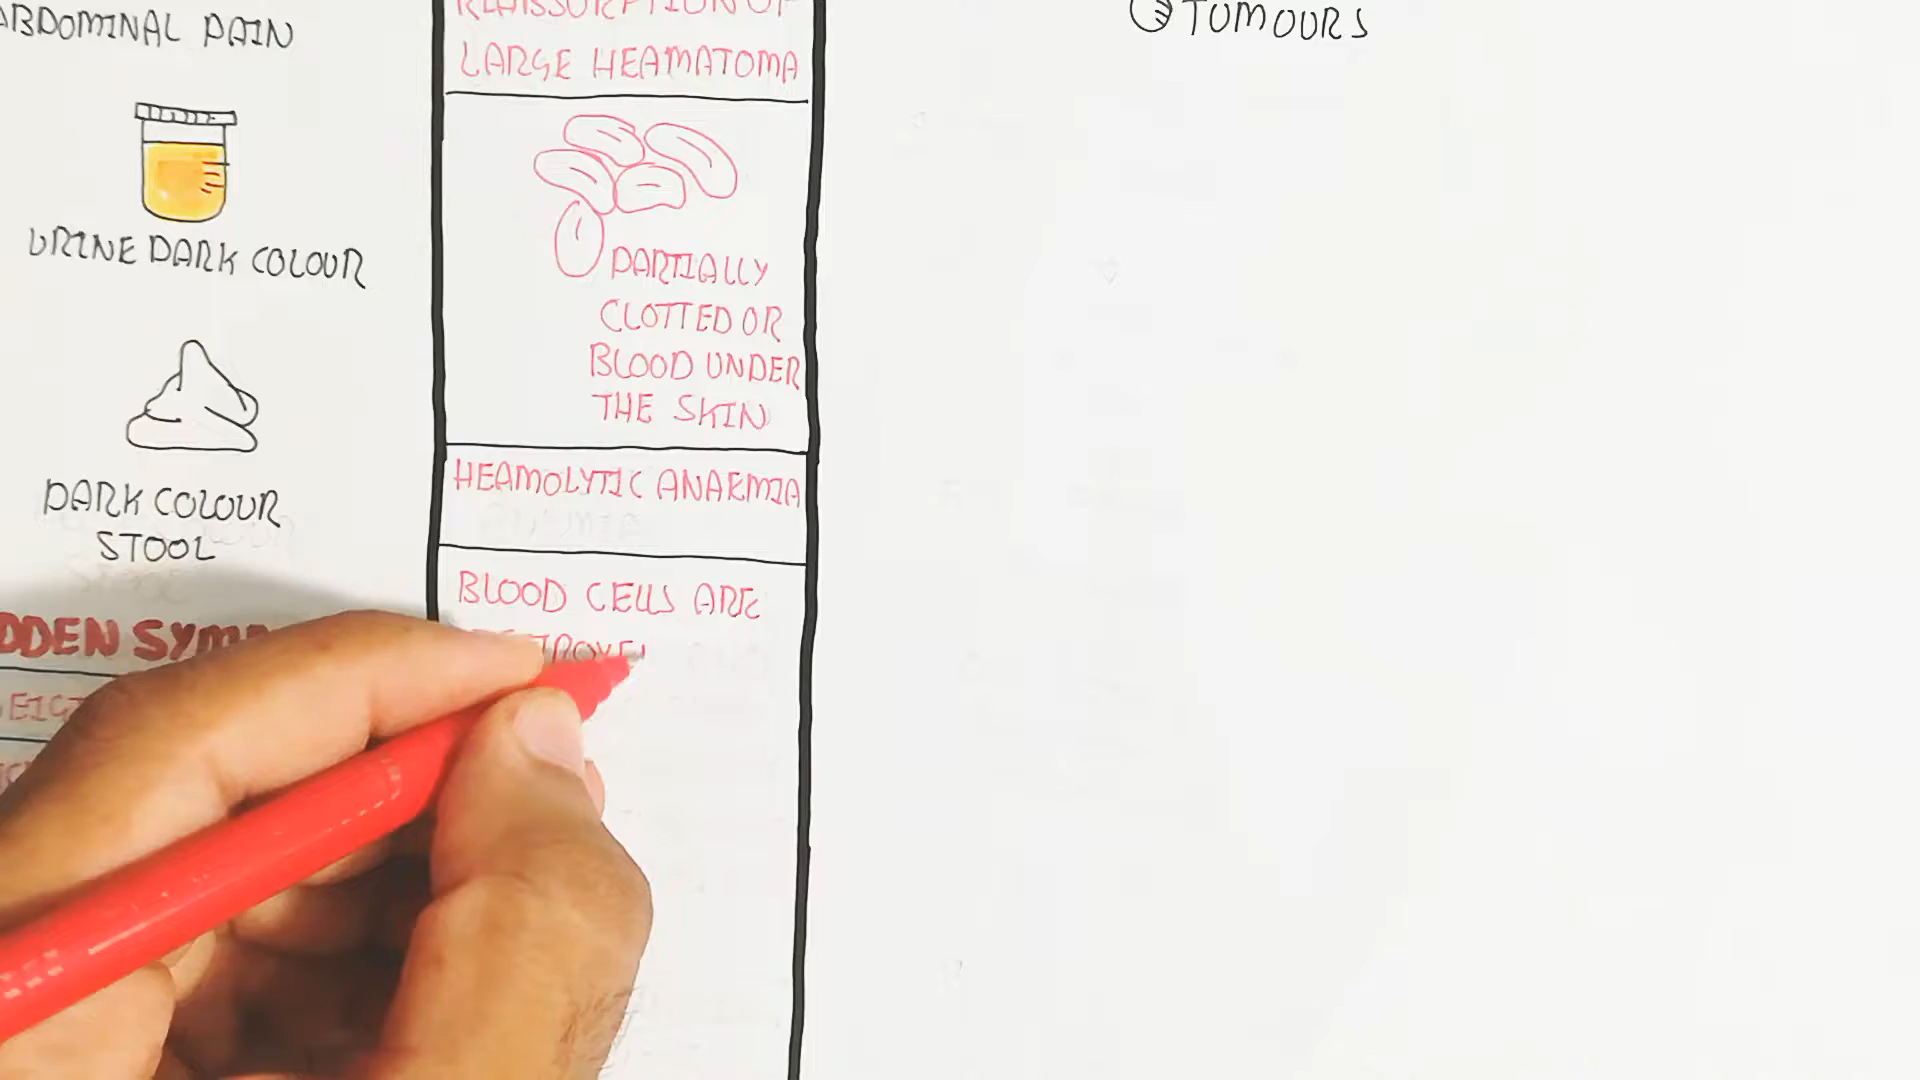 ABDOMINAL PAIN
URINE DARK COLOUR
DARK COLOUR
STOOL
LARGE HEAMATOMA
PARTIALLY
CLOTTED OR
BLOOD UNDER
THE SKIN
HEAMOLYTIC ANAEMIA
BLOOD CELLS ARE
TUMOURS